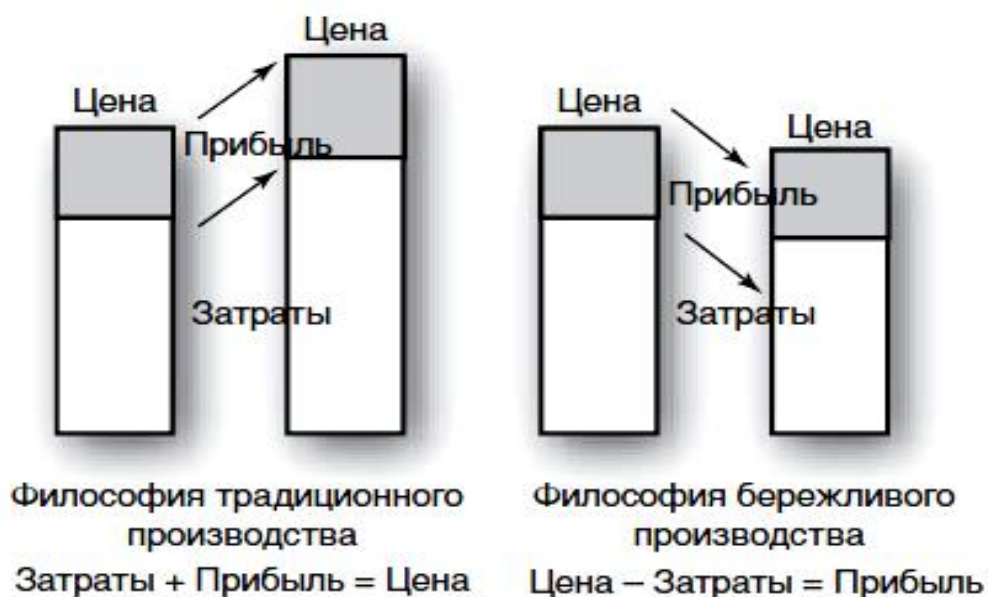 Цена
Цена
Прибыль
Затраты
Философия традиционного
производства
Затраты + Прибыль = Цена
Цена
Цена
Прибыль
Затраты
Философия бережливого
производства
Цена – Затраты = Прибыль